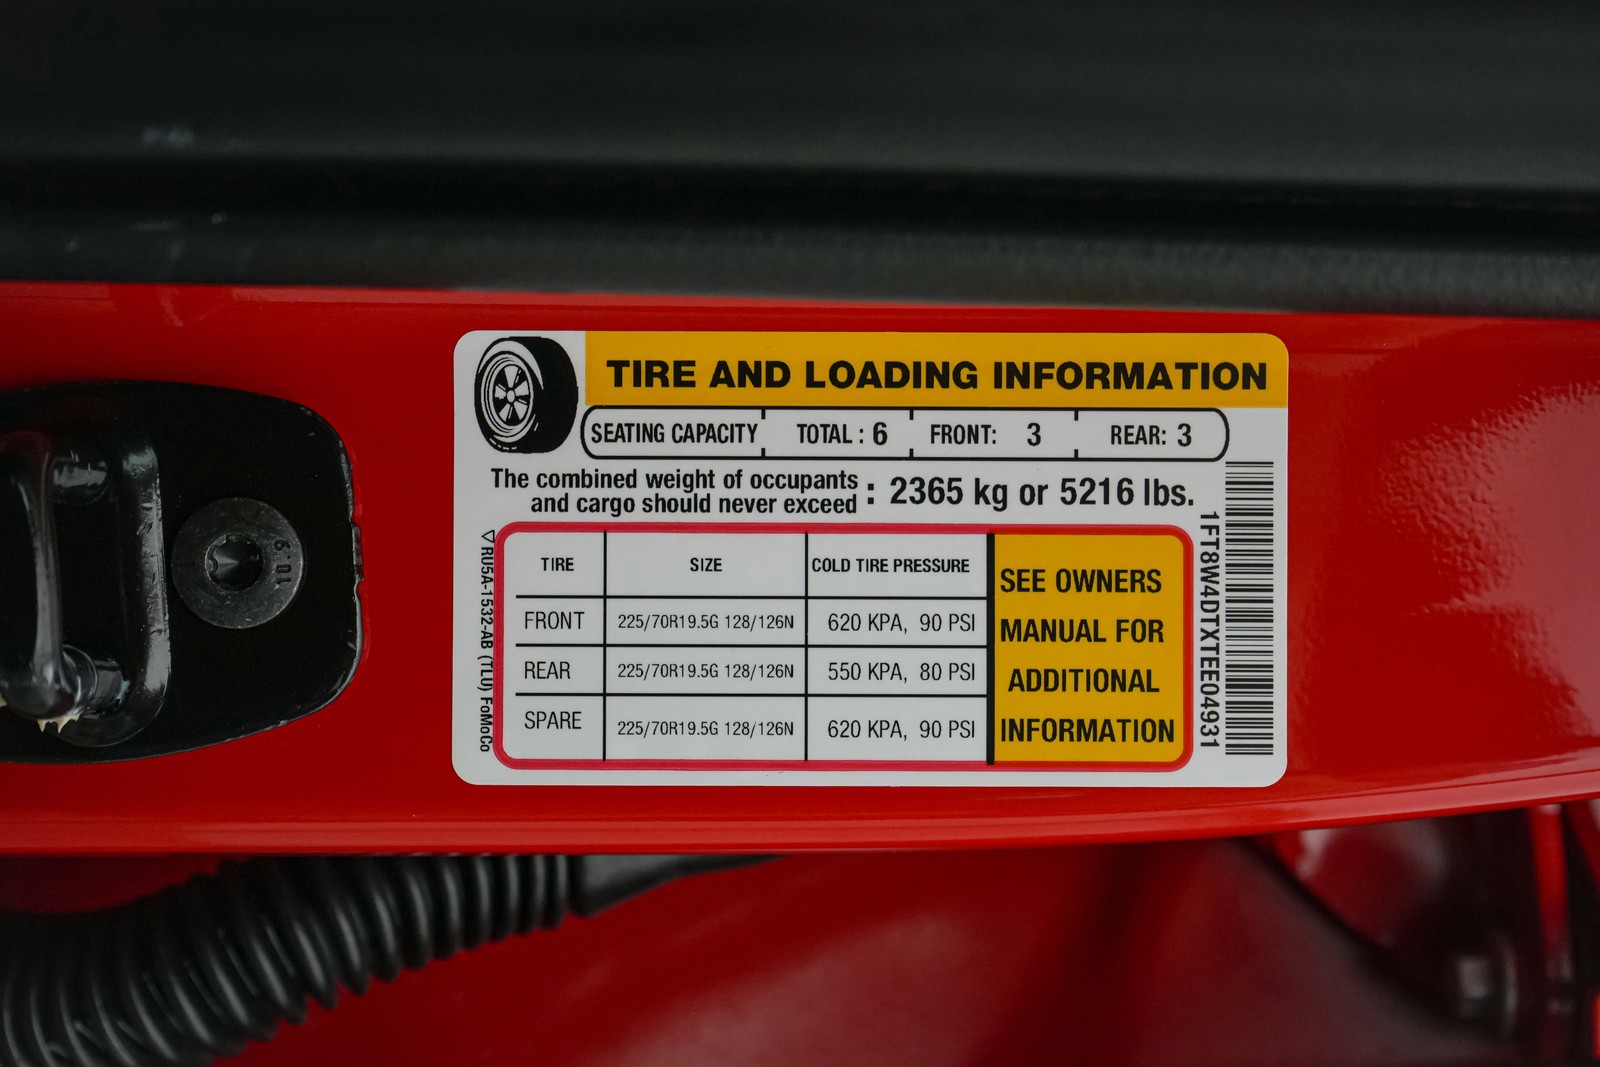 TIRE AND LOADING INFORMATION
SEATING CAPACITY TOTAL : 6 FRONT: 3 REAR: 3
The combined weight of occupants
and cargo should never exceed : 2365 kg or 5216 lbs.
TIRE SIZE COLD TIRE PRESSURE
FRONT 225/70R19.5G 128/126N 620 KPA, 90 PSI
REAR 225/70R19.5G 128/126N 550 KPA, 80 PSI
SPARE 225/70R19.5G 128/126N 620 KPA, 90 PSI
SEE OWNERS
MANUAL FOR
ADDITIONAL
INFORMATION
RU5A-1532-AB (TLU) FoMoCo
1FT8W4DTXTEE04931
10.9